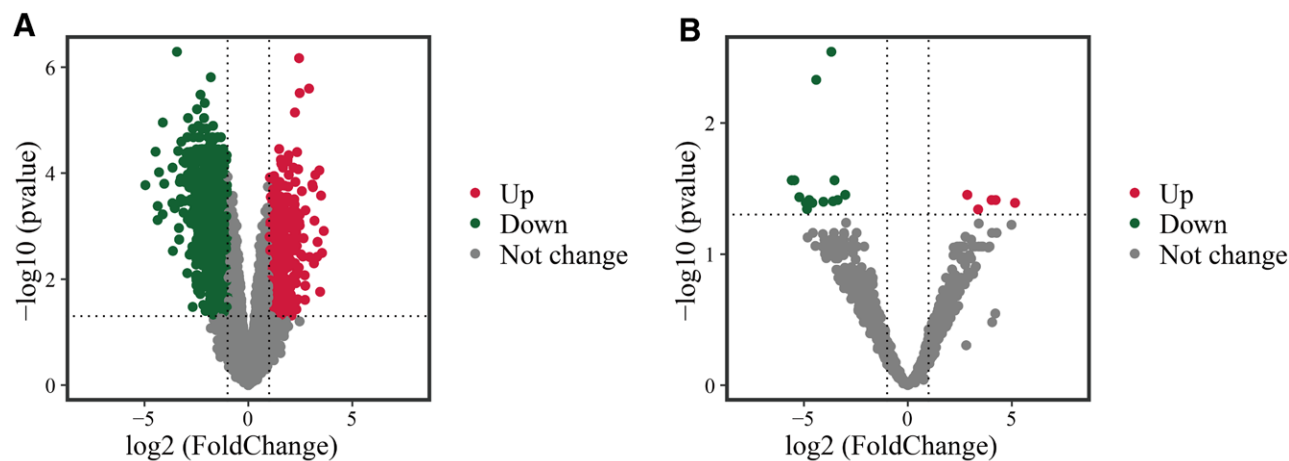 A
−log10 (pvalue)
6
4
2
0
−5
0
5
log2 (FoldChange)
Up
Down
Not change
B
−log10 (pvalue)
2
1
0
−5
0
5
log2 (FoldChange)
Up
Down
Not change